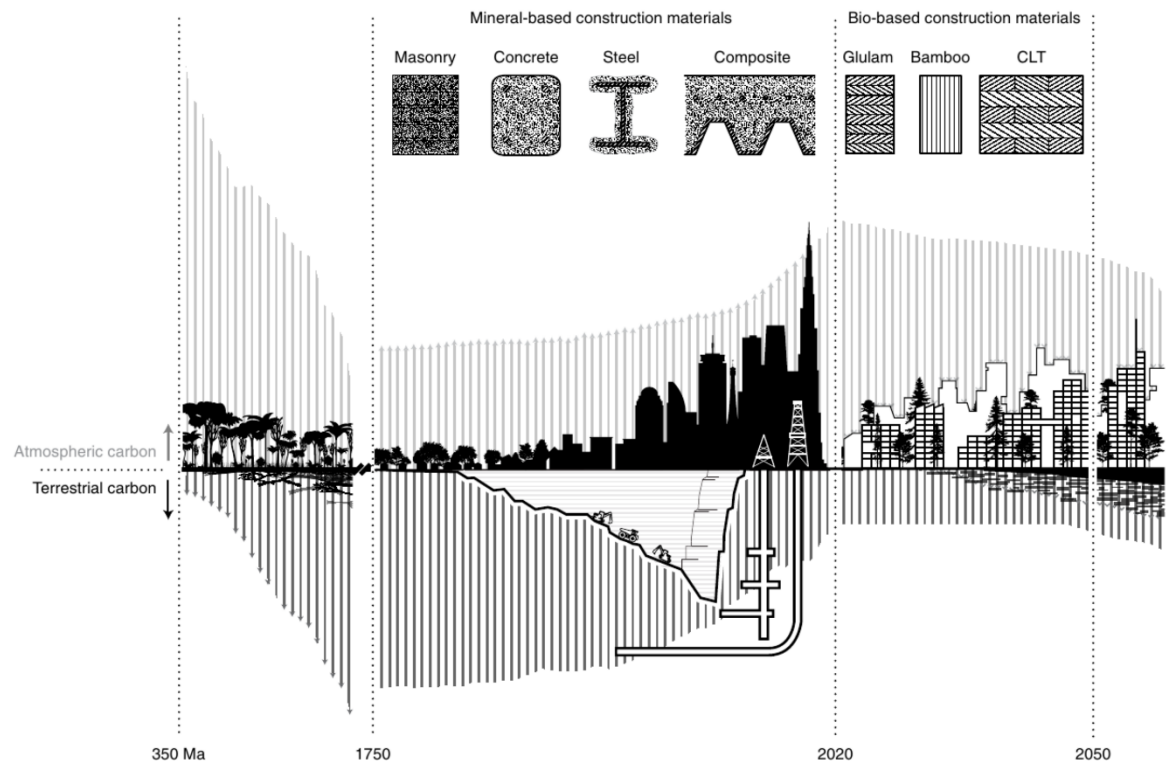 Mineral-based construction materials
Bio-based construction materials
Masonry
Concrete
Steel
Composite
Glulam
Bamboo
CLT
Atmospheric carbon
Terrestrial carbon
350 Ma
1750
2020
2050